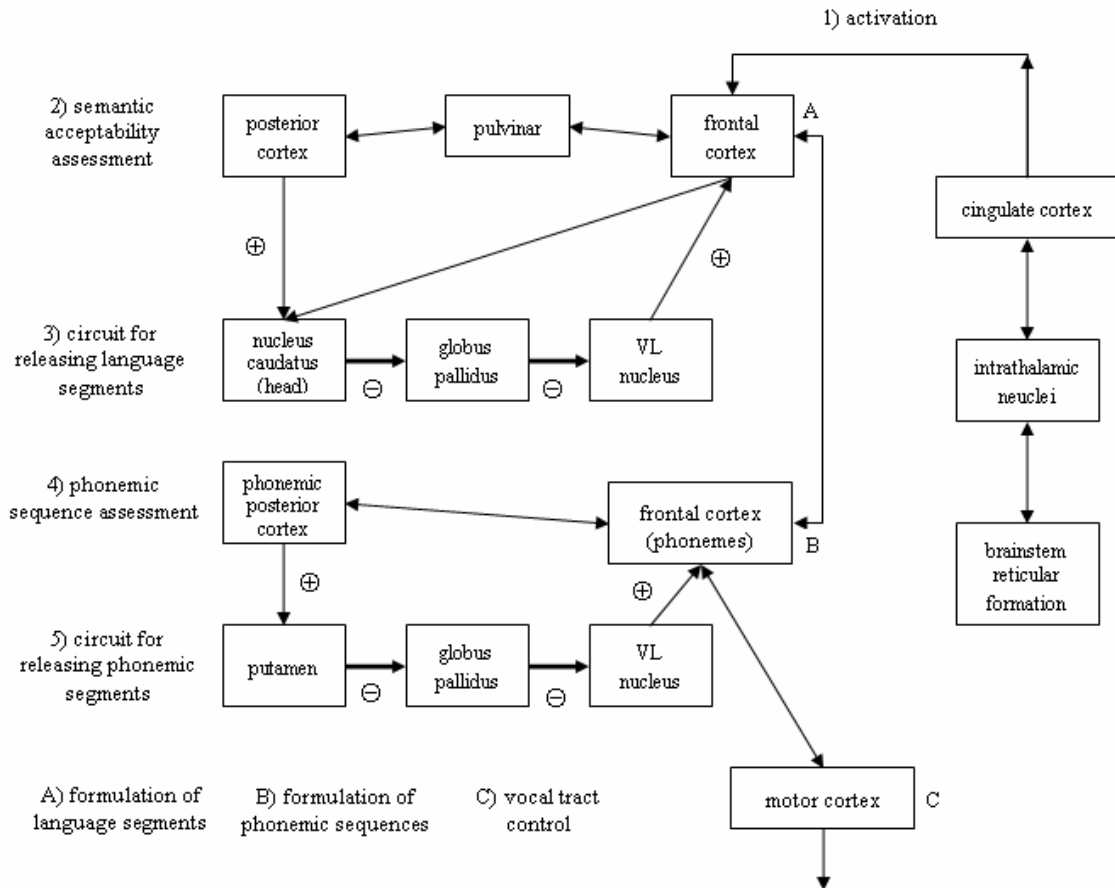 1) activation
2) semantic
acceptability
assessment
posterior
cortex
pulvinar
frontal
cortex
A
cingulate cortex
⊕
⊕
3) circuit for
releasing language
segments
nucleus
caudatus
(head)
⊖
globus
pallidus
⊖
VL
nucleus
intrathalamic
neuclei
4) phonemic
sequence assessment
phonemic
posterior
cortex
frontal cortex
(phonemes)
B
brainstem
reticular
formation
⊕
⊕
5) circuit for
releasing phonemic
segments
putamen
⊖
globus
pallidus
⊖
VL
nucleus
motor cortex
C
A) formulation of
language segments
B) formulation of
phonemic sequences
C) vocal tract
control